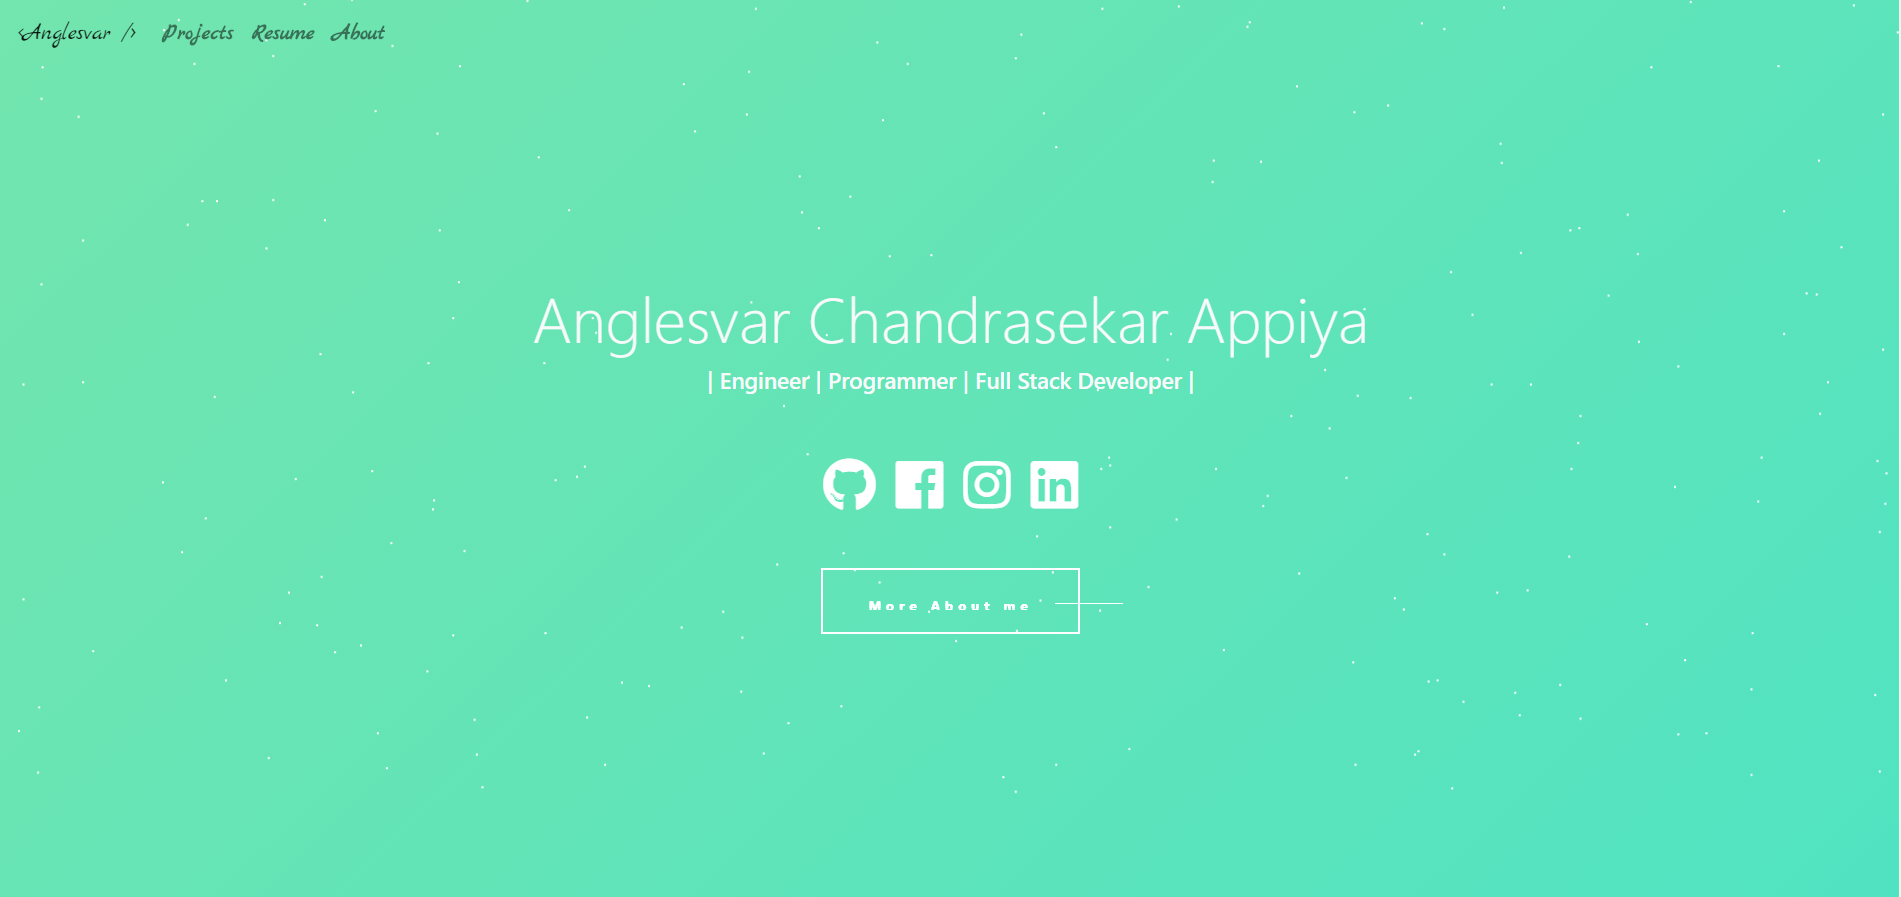 <Anglesvar /> Projects Resume About
Anglesvar Chandrasekar Appiya
| Engineer | Programmer | Full Stack Developer |
More About me